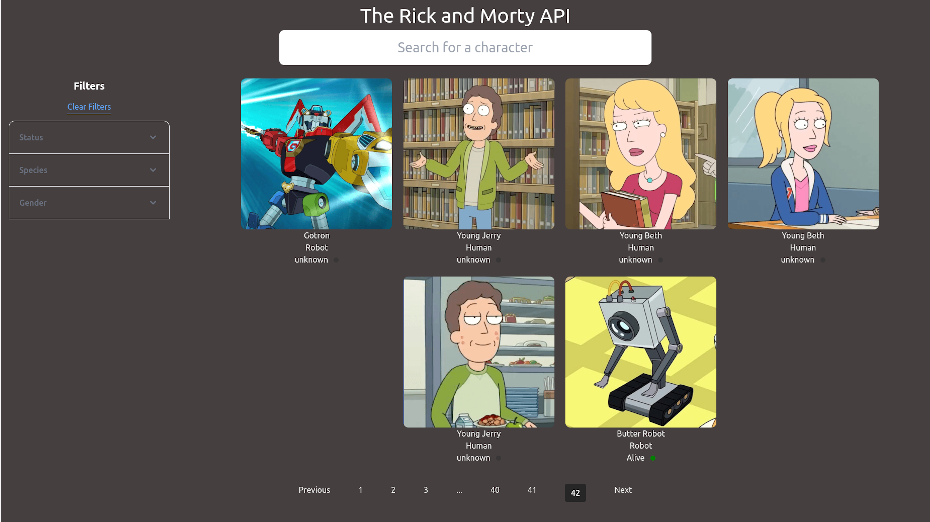 The Rick and Morty API
Search for a character
Filters
Clear Filters
Status
Species
Gender
G
Gotron
Robot
unknown
Young Jerry
Human
unknown
Young Beth
Human
unknown
Young Beth
Human
unknown
Young Jerry
Human
unknown
Butter Robot
Robot
Alive
Previous 1 2 3 ... 40 41 42 Next